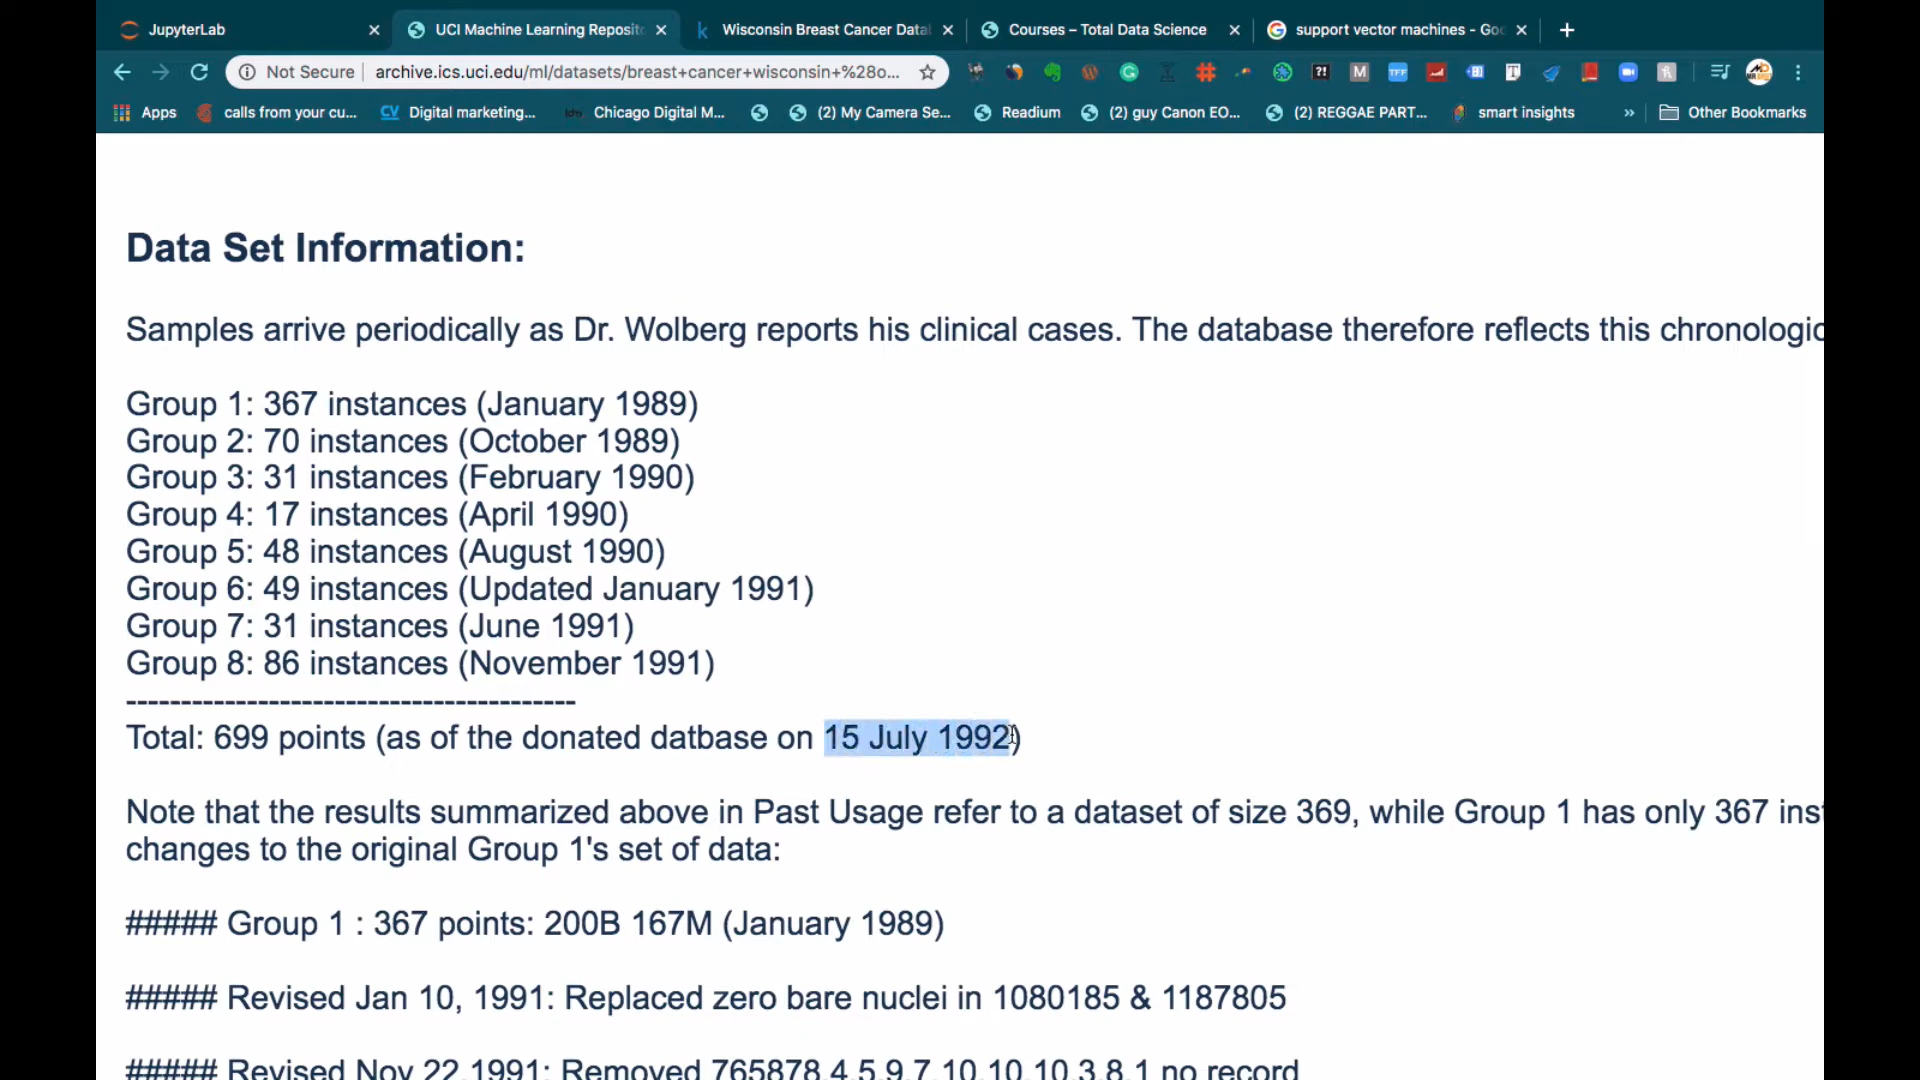 JupyterLab
UCI Machine Learning Reposit
Wisconsin Breast Cancer Data
Courses – Total Data Science
support vector machines - Goo
Not Secure
archive.ics.uci.edu/ml/datasets/breast+cancer+wisconsin+%28o...
Apps
calls from your cu...
CV
Digital marketing...
Chicago Digital M...
(2) My Camera Se...
Readium
(2) guy Canon EO...
(2) REGGAE PART...
smart insights
»
Other Bookmarks
Data Set Information:
Samples arrive periodically as Dr. Wolberg reports his clinical cases. The database therefore reflects this chronologic
Group 1: 367 instances (January 1989)
Group 2: 70 instances (October 1989)
Group 3: 31 instances (February 1990)
Group 4: 17 instances (April 1990)
Group 5: 48 instances (August 1990)
Group 6: 49 instances (Updated January 1991)
Group 7: 31 instances (June 1991)
Group 8: 86 instances (November 1991)
-----------------------------------------
Total: 699 points (as of the donated datbase on 15 July 1992)
Note that the results summarized above in Past Usage refer to a dataset of size 369, while Group 1 has only 367 inst
changes to the original Group 1's set of data:
##### Group 1 : 367 points: 200B 167M (January 1989)
##### Revised Jan 10, 1991: Replaced zero bare nuclei in 1080185 & 1187805
##### Revised Nov 22,1991: Removed 765878,4,5,9,7,10,10,10,3,8,1 no record